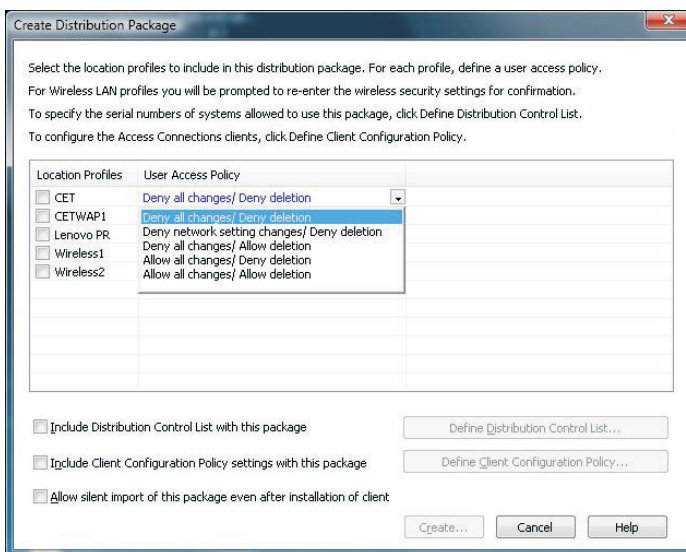 Create Distribution Package
Select the location profiles to include in this distribution package. For each profile, define a user access policy.
For Wireless LAN profiles you will be prompted to re-enter the wireless security settings for confirmation.
To specify the serial numbers of systems allowed to use this package, click Define Distribution Control List.
To configure the Access Connections clients, click Define Client Configuration Policy.
Location Profiles User Access Policy
CET Deny all changes/ Deny deletion
CETWAP1 Deny all changes/ Deny deletion
Lenovo PR Deny network setting changes/ Deny deletion
Wireless1 Deny all changes/ Allow deletion
Allow all changes/ Deny deletion
Wireless2 Allow all changes/ Allow deletion
Include Distribution Control List with this package Define Distribution Control List...
Include Client Configuration Policy settings with this package Define Client Configuration Policy...
Allow silent import of this package even after installation of client
Create... Cancel Help